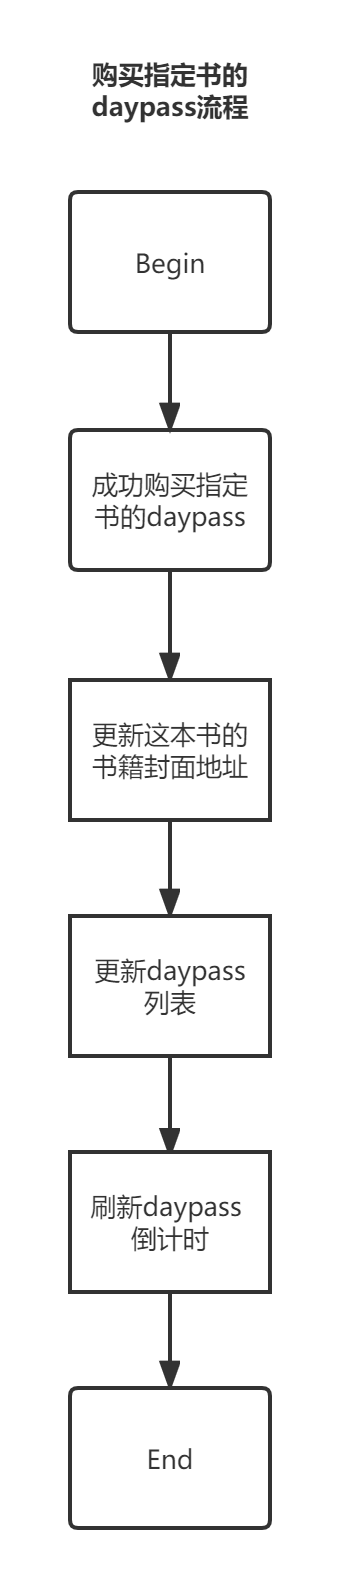 购买指定书的
daypass流程
Begin
成功购买指定
书的daypass
更新这本书的
书籍封面地址
更新daypass
列表
刷新daypass
倒计时
End